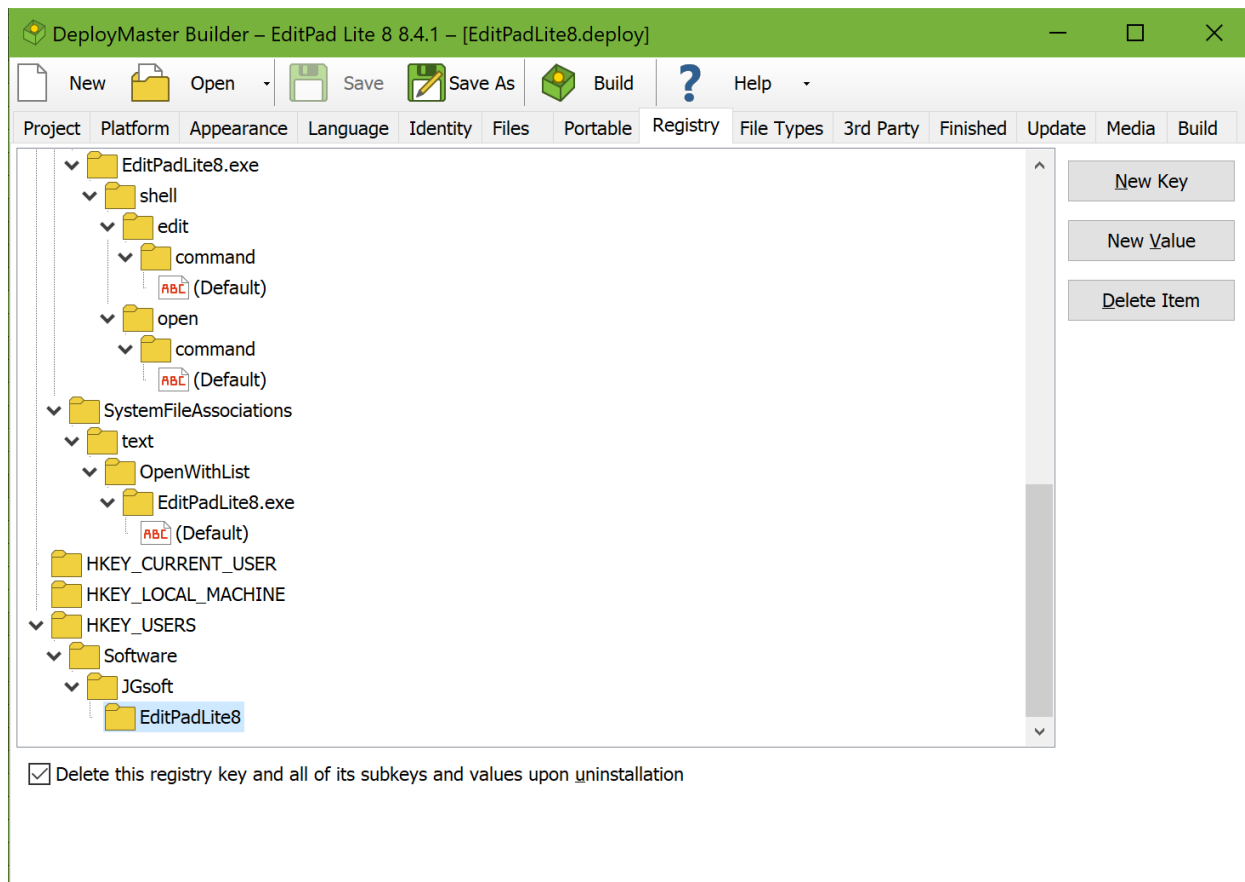 DeployMaster Builder – EditPad Lite 8 8.4.1 – [EditPadLite8.deploy]
New Open Save Save As Build ? Help
Project Platform Appearance Language Identity Files Portable Registry File Types 3rd Party Finished Update Media Build
EditPadLite8.exe
New Key
shell
edit
New Value
command
ABC (Default)
Delete Item
open
command
ABC (Default)
SystemFileAssociations
text
OpenWithList
EditPadLite8.exe
ABC (Default)
HKEY_CURRENT_USER
HKEY_LOCAL_MACHINE
HKEY_USERS
Software
JGsoft
EditPadLite8
Delete this registry key and all of its subkeys and values upon uninstallation